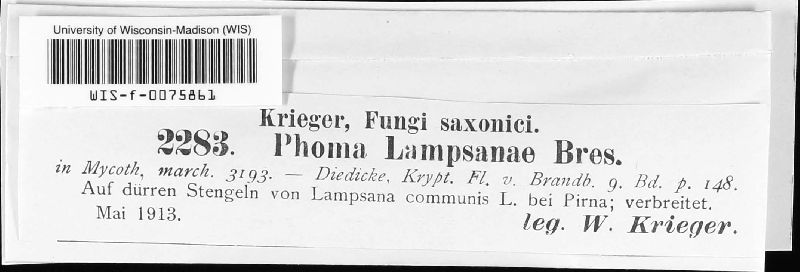 University of Wisconsin-Madison (WIS)
WIS-f-0075861
Krieger, Fungi saxonici.
2283. Phoma Lampsanae Bres.
in Mycoth, march. 3193. — Diedicke, Krypt. Fl. v. Brandb. 9. Bd. p. 148.
Auf dürren Stengeln von Lampsana communis L. bei Pirna; verbreitet.
Mai 1913.
leg. W. Krieger.